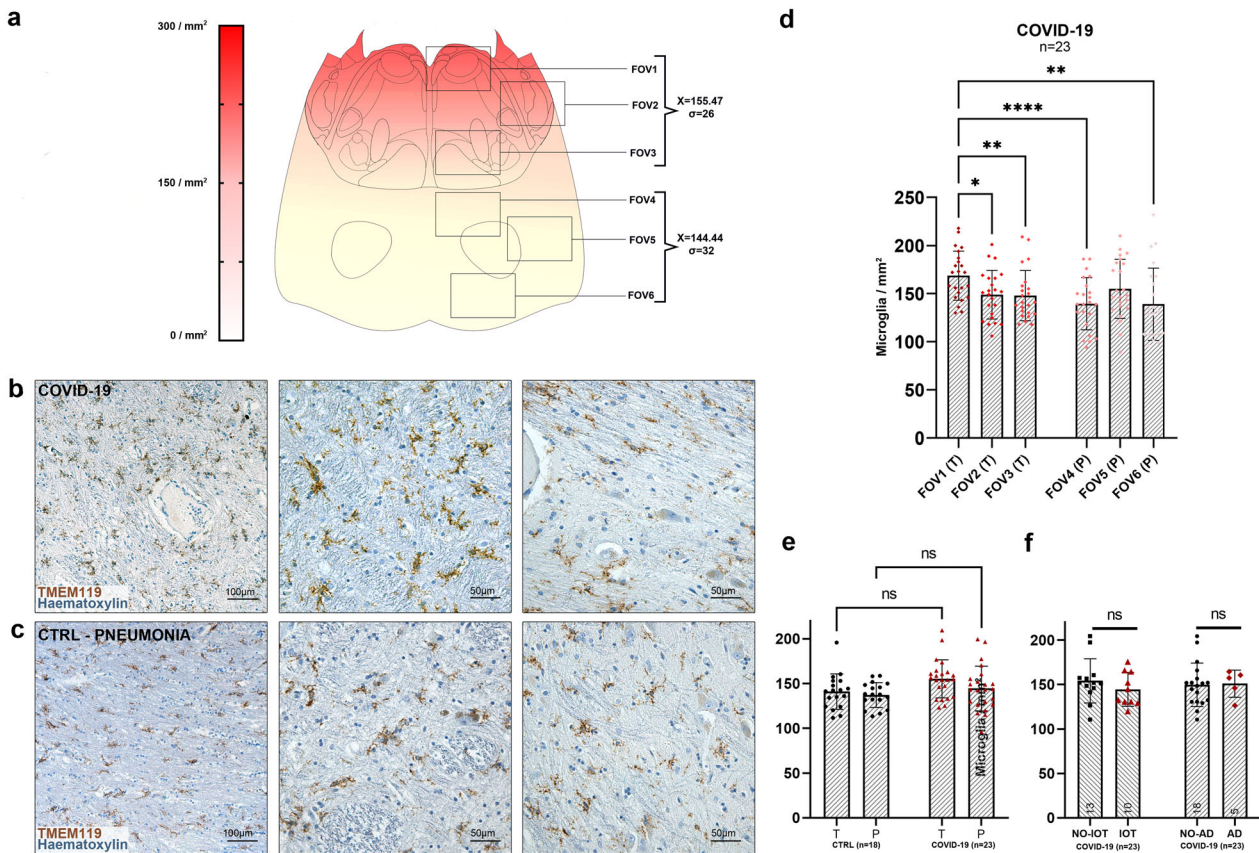 a
300 / mm²
150 / mm²
0 / mm²
FOV1
FOV2
FOV3
X=155.47
σ=26
FOV4
FOV5
FOV6
X=144.44
σ=32
b
COVID-19
TMEM119
Haematoxylin
100µm
50µm
50µm
c
CTRL - PNEUMONIA
TMEM119
Haematoxylin
100µm
50µm
50µm
d
COVID-19
n=23
**
****
**
*
Microglia / mm²
250
200
150
100
50
0
FOV1 (T)
FOV2 (T)
FOV3 (T)
FOV4 (P)
FOV5 (P)
FOV6 (P)
e
ns
ns
200
150
100
50
0
Microglia / mm²
T
P
T
P
CTRL (n=18)
COVID-19 (n=23)
f
ns
ns
200
150
100
50
0
13
10
18
5
NO-IOT
IOT
NO-AD
AD
COVID-19 (n=23)
COVID-19 (n=23)